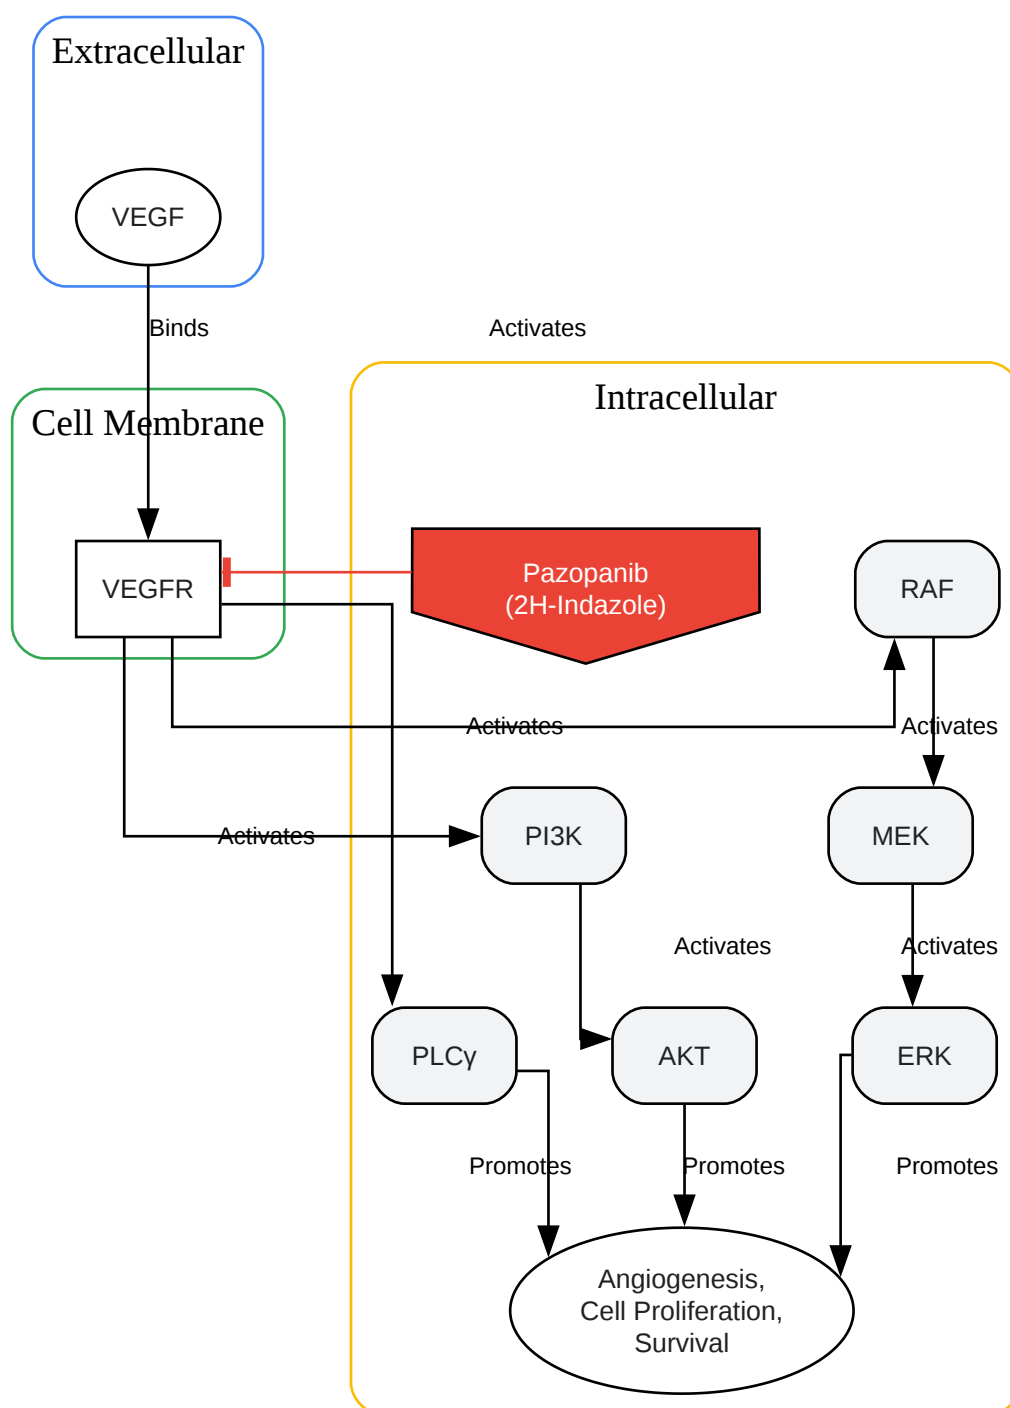 Extracellular
VEGF
Binds
Activates
Cell Membrane
Intracellular
VEGFR
Pazopanib
(2H-Indazole)
RAF
Activates
Activates
Activates
PI3K
MEK
Activates
Activates
PLCγ
AKT
ERK
Promotes
Promotes
Promotes
Angiogenesis,
Cell Proliferation,
Survival